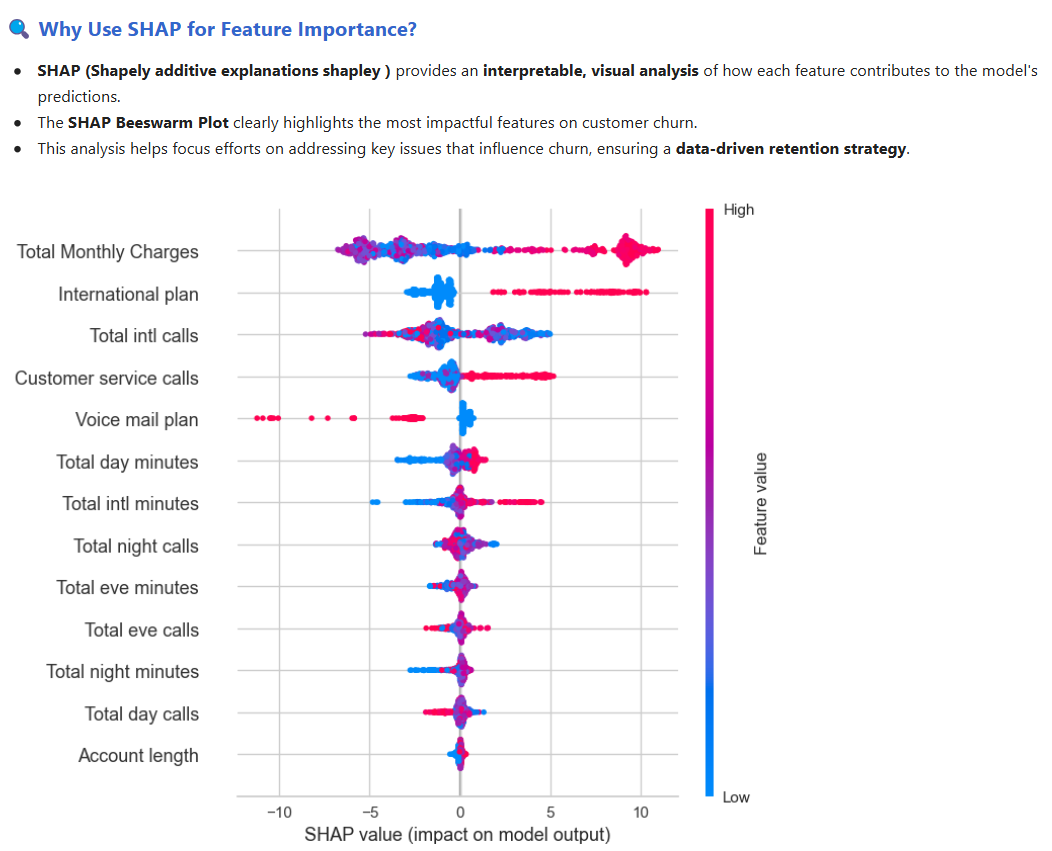 Why Use SHAP for Feature Importance?
SHAP (Shapely additive explanations shapley ) provides an interpretable, visual analysis of how each feature contributes to the model's
predictions.
The SHAP Beeswarm Plot clearly highlights the most impactful features on customer churn.
This analysis helps focus efforts on addressing key issues that influence churn, ensuring a data-driven retention strategy.
High
Total Monthly Charges
International plan
Total intl calls
Customer service calls
Voice mail plan
Total day minutes
Total intl minutes
Total night calls
Total eve minutes
Total eve calls
Total night minutes
Total day calls
Account length
Feature value
Low
−10 −5 0 5 10
SHAP value (impact on model output)